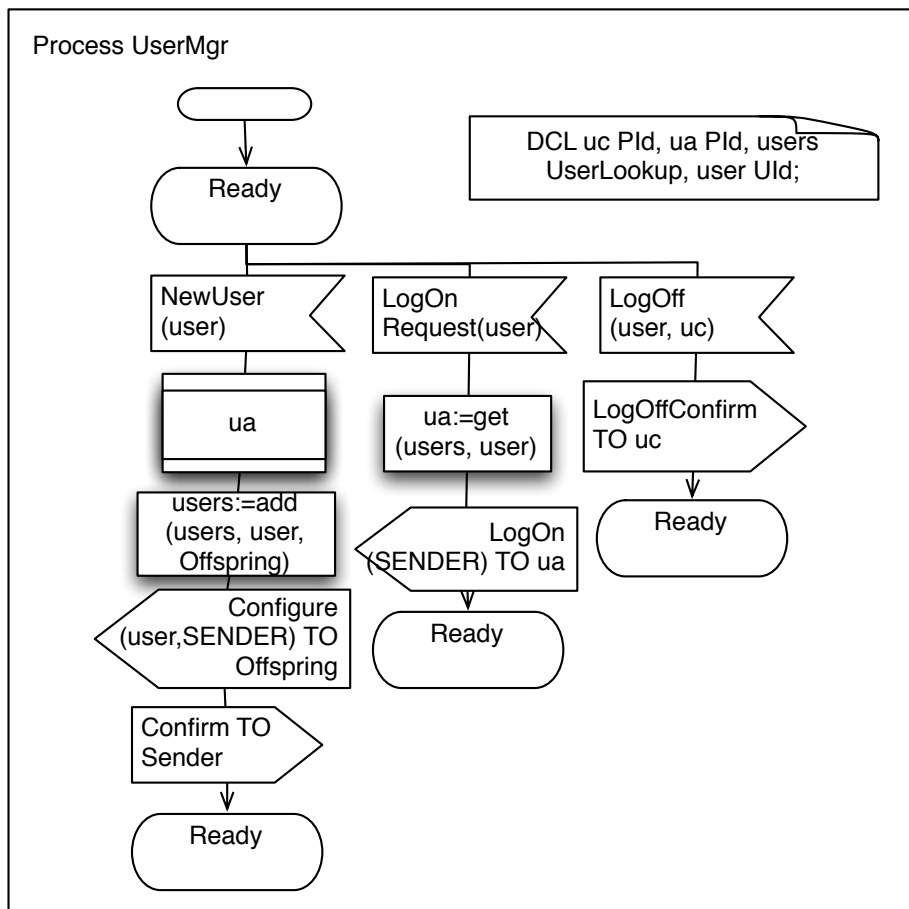 Process UserMgr
DCL uc PId, ua PId, users
UserLookup, user UId;
Ready
NewUser
(user)
ua
users:=add
(users, user,
Offspring)
Configure
(user,SENDER) TO
Offspring
Confirm TO
Sender
Ready
LogOn
Request(user)
ua:=get
(users, user)
LogOn
(SENDER) TO ua
Ready
LogOff
(user, uc)
LogOffConfirm
TO uc
Ready